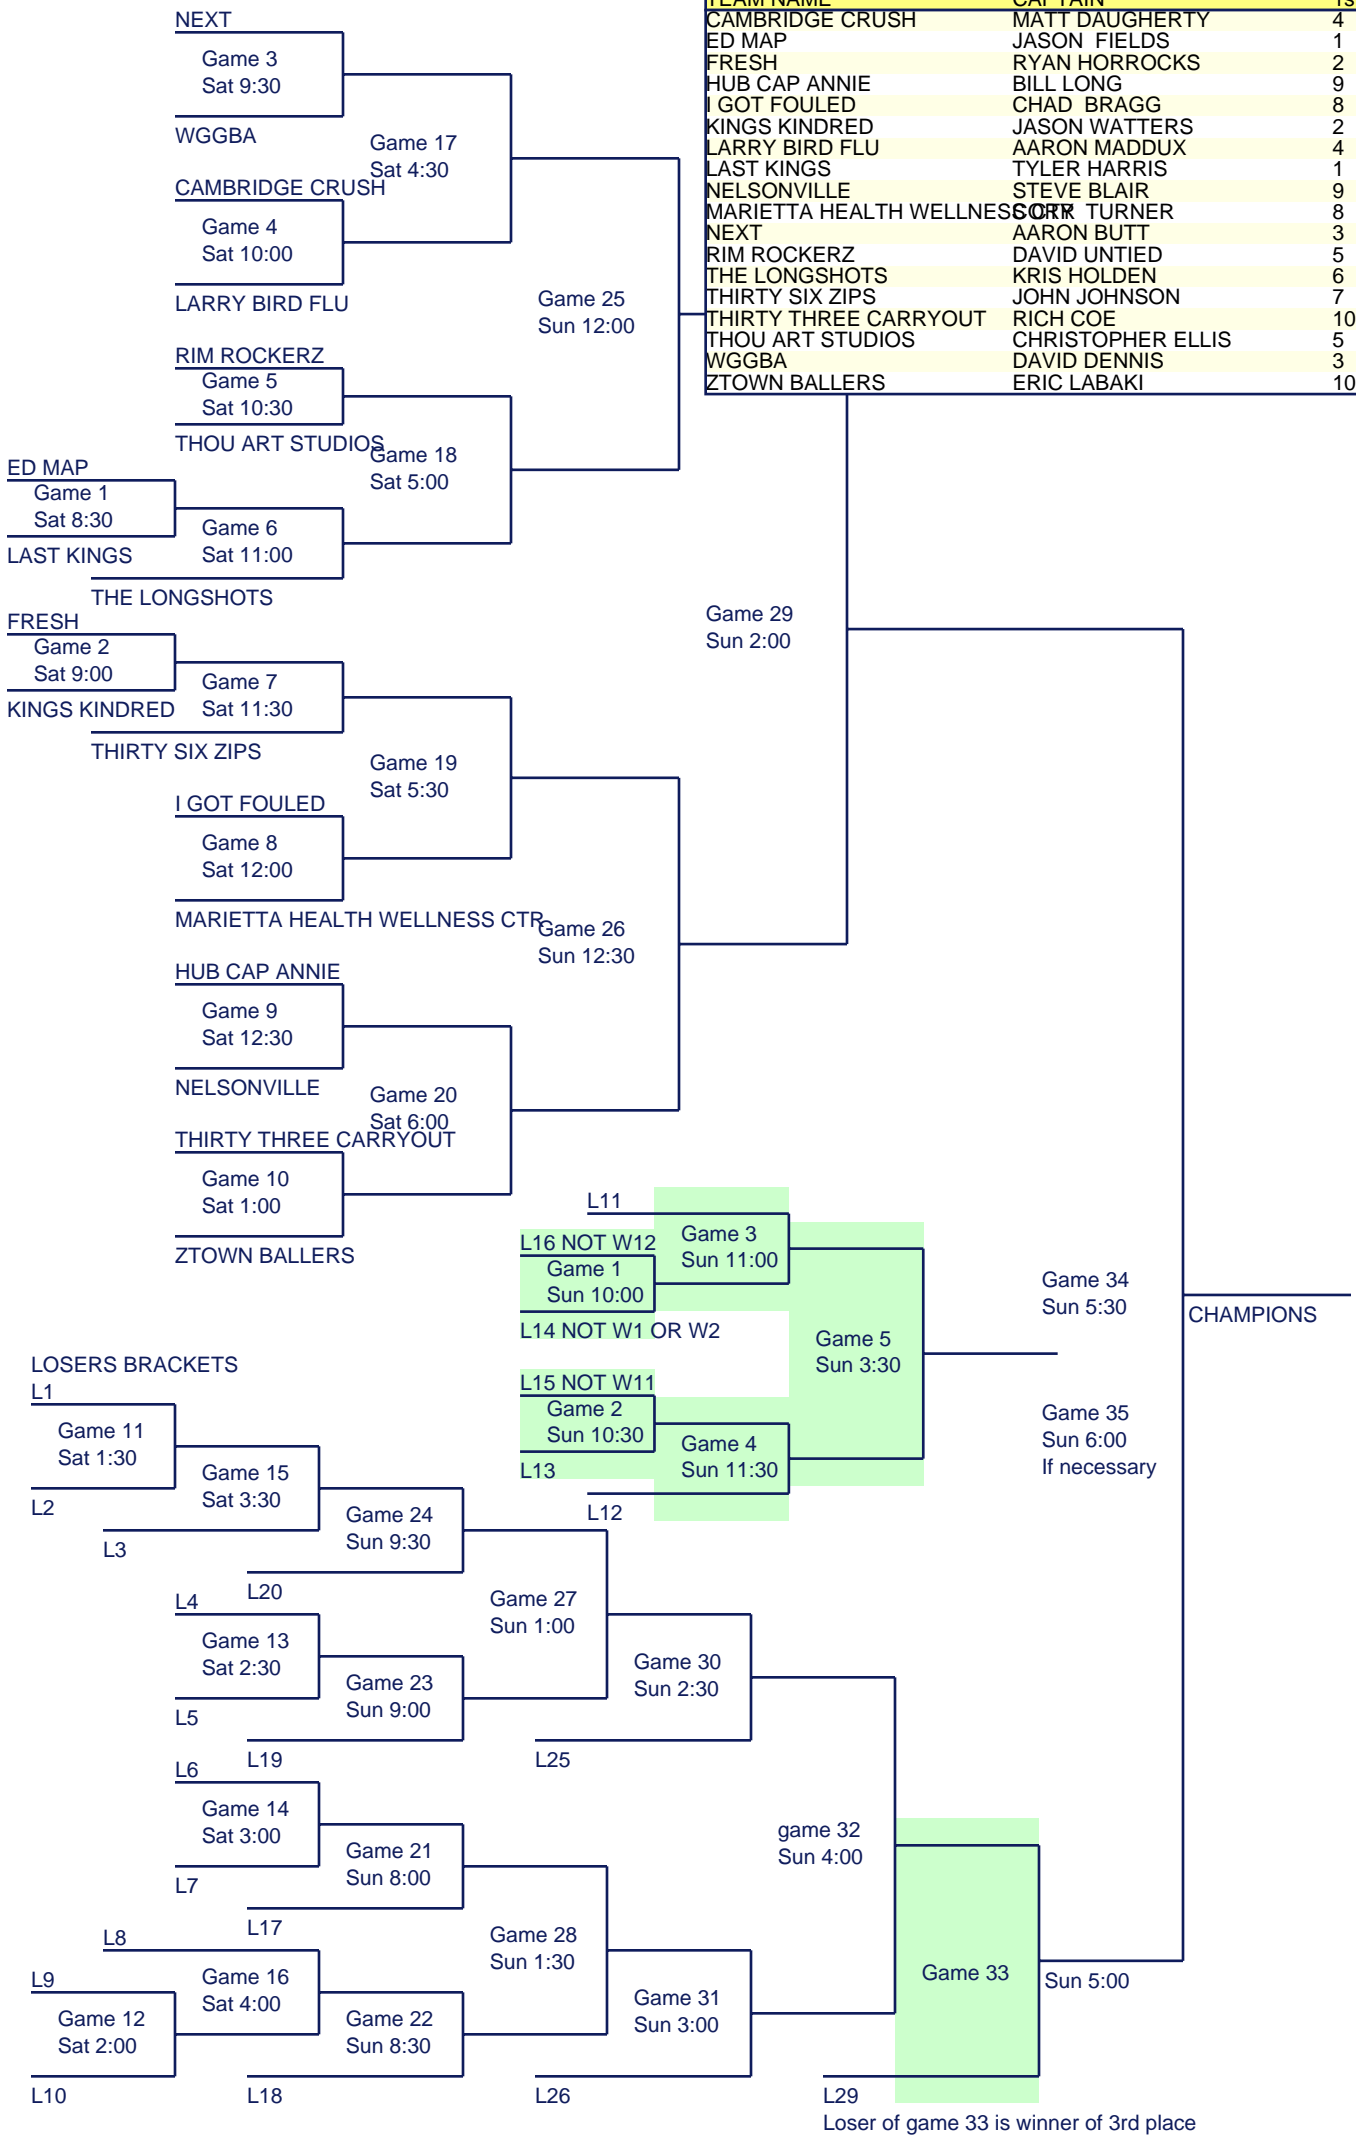 TEAM NAME CAPTAIN
CAMBRIDGE CRUSH MATT DAUGHERTY 4
ED MAP JASON FIELDS 1
FRESH RYAN HORROCKS 2
HUB CAP ANNIE BILL LONG 9
I GOT FOULED CHAD BRAGG 8
KINGS KINDRED JASON WATTERS 2
LARRY BIRD FLU AARON MADDUX 4
LAST KINGS TYLER HARRIS 1
NELSONVILLE STEVE BLAIR 9
MARIETTA HEALTH WELLNESS CTR CORY TURNER 8
NEXT AARON BUTT 3
RIM ROCKERZ DAVID UNTIED 5
THE LONGSHOTS KRIS HOLDEN 6
THIRTY SIX ZIPS JOHN JOHNSON 7
THIRTY THREE CARRYOUT RICH COE 10
THOU ART STUDIOS CHRISTOPHER ELLIS 5
WGGBA DAVID DENNIS 3
ZTOWN BALLERS ERIC LABAKI 10
NEXT
Game 3
Sat 9:30
WGGBA
Game 17
Sat 4:30
CAMBRIDGE CRUSH
Game 4
Sat 10:00
LARRY BIRD FLU
Game 25
Sun 12:00
RIM ROCKERZ
Game 5
Sat 10:30
THOU ART STUDIOS
Game 18
Sat 5:00
ED MAP
Game 1
Sat 8:30
LAST KINGS
Game 6
Sat 11:00
THE LONGSHOTS
Game 29
Sun 2:00
FRESH
Game 2
Sat 9:00
KINGS KINDRED
Game 7
Sat 11:30
THIRTY SIX ZIPS
Game 19
Sat 5:30
I GOT FOULED
Game 8
Sat 12:00
MARIETTA HEALTH WELLNESS CTR
Game 26
Sun 12:30
HUB CAP ANNIE
Game 9
Sat 12:30
NELSONVILLE
Game 20
Sat 6:00
THIRTY THREE CARRYOUT
Game 10
Sat 1:00
ZTOWN BALLERS
L11
Game 3
Sun 11:00
L16 NOT W12
Game 1
Sun 10:00
L14 NOT W1 OR W2
Game 5
Sun 3:30
L15 NOT W11
Game 2
Sun 10:30
L13
Game 4
Sun 11:30
L12
Game 34
Sun 5:30
CHAMPIONS
Game 35
Sun 6:00
If necessary
LOSERS BRACKETS
L1
Game 11
Sat 1:30
L2
Game 15
Sat 3:30
L3
Game 24
Sun 9:30
L20
Game 27
Sun 1:00
L4
Game 13
Sat 2:30
L5
Game 23
Sun 9:00
L19
Game 30
Sun 2:30
L25
L6
Game 14
Sat 3:00
L7
Game 21
Sun 8:00
L17
game 32
Sun 4:00
L8
Game 28
Sun 1:30
L9
Game 16
Sat 4:00
Game 12
Sat 2:00
L10
Game 22
Sun 8:30
L18
Game 31
Sun 3:00
L26
Game 33
Sun 5:00
L29
Loser of game 33 is winner of 3rd place